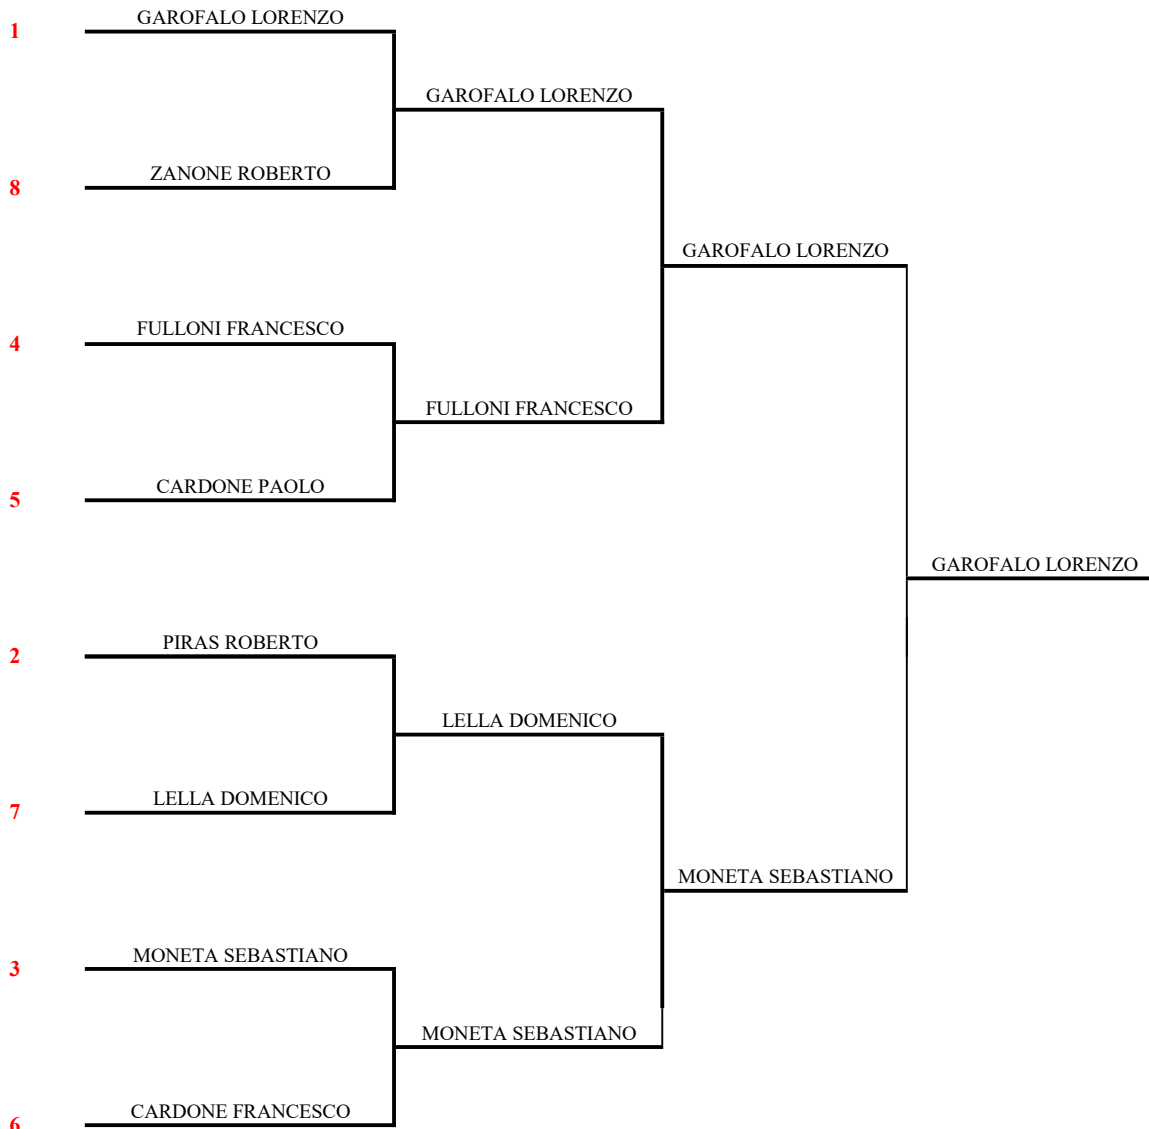 GAROFALO LORENZO
1
GAROFALO LORENZO
ZANONE ROBERTO
8
GAROFALO LORENZO
FULLONI FRANCESCO
4
FULLONI FRANCESCO
CARDONE PAOLO
5
GAROFALO LORENZO
PIRAS ROBERTO
2
LELLA DOMENICO
LELLA DOMENICO
7
MONETA SEBASTIANO
MONETA SEBASTIANO
3
MONETA SEBASTIANO
CARDONE FRANCESCO
6